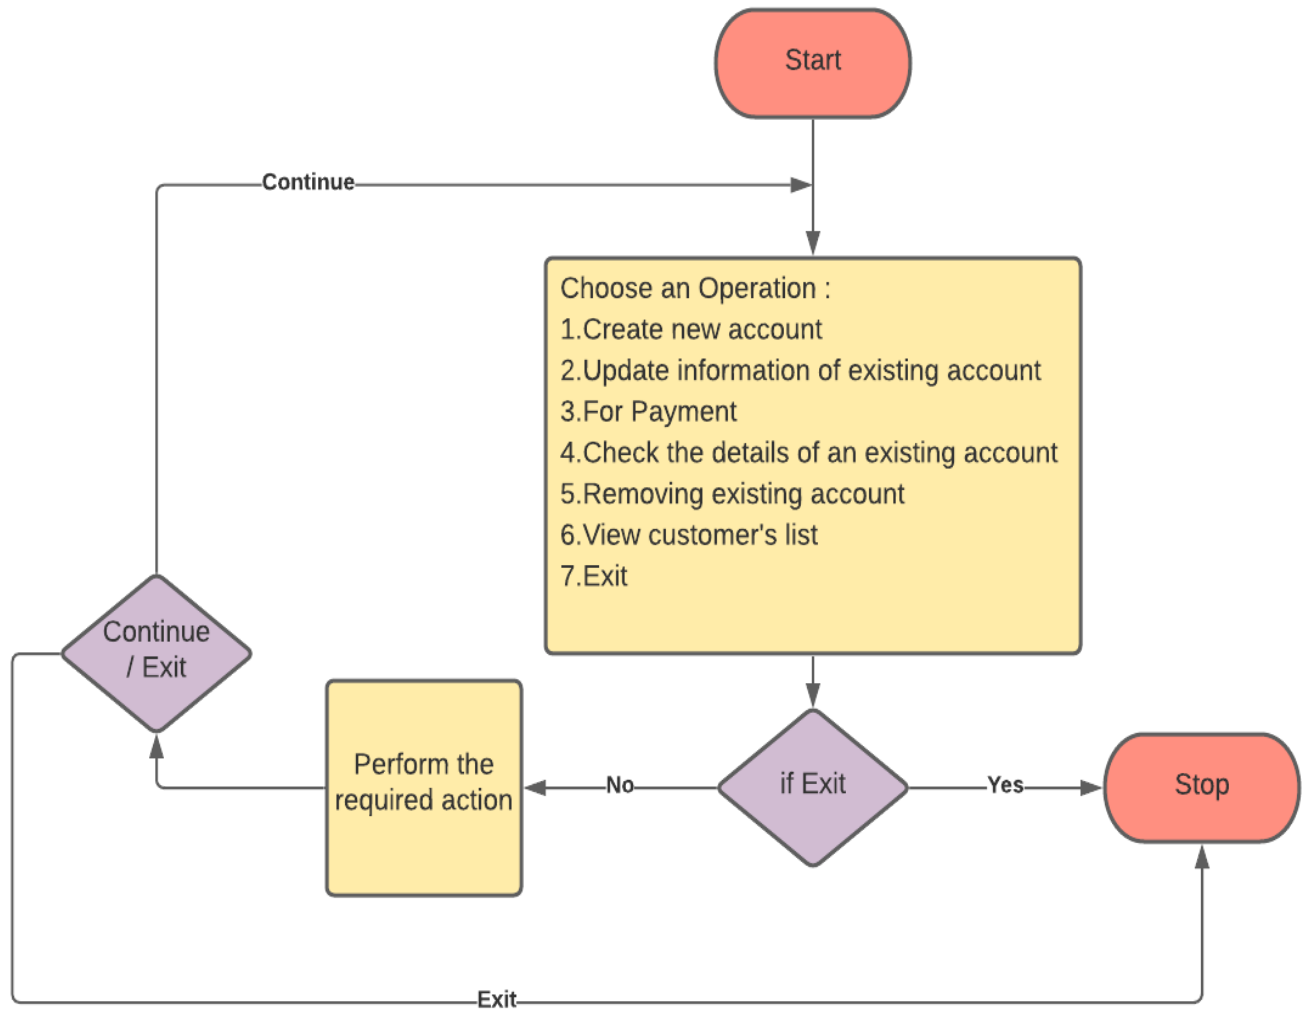 Start
Continue
Choose an Operation :
1.Create new account
2.Update information of existing account
3.For Payment
4.Check the details of an existing account
5.Removing existing account
6.View customer's list
7.Exit
Continue
/ Exit
Perform the
required action
No
if Exit
Yes
Stop
Exit